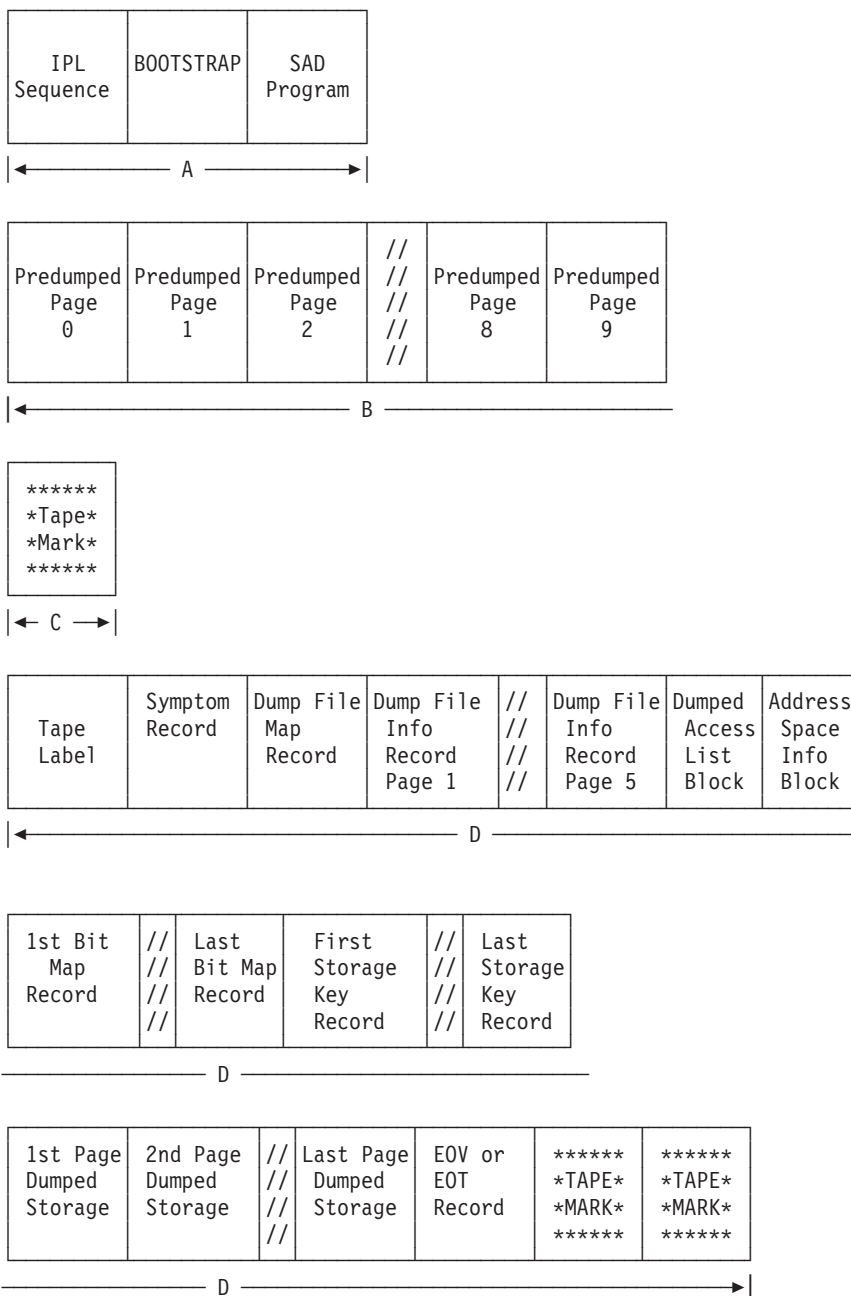 IPL BOOTSTRAP SAD
Sequence Program
A
//
Predumped Predumped Predumped // Predumped Predumped
Page Page Page // Page Page
0 1 2 // 8 9
//
B
******
*Tape*
*Mark*
******
C
Symptom Dump File Dump File // Dump File Dumped Address
Tape Record Map Info // Info Access Space
Label Record Record // Record List Info
Page 1 // Page 5 Block Block
D
1st Bit // Last First // Last
Map // Bit Map Storage // Storage
Record // Record Key // Key
// Record // Record
D
1st Page 2nd Page // Last Page EOV or ****** ******
Dumped Dumped // Dumped EOT *TAPE* *TAPE*
Storage Storage // Storage Record *MARK* *MARK*
// ****** ******
D